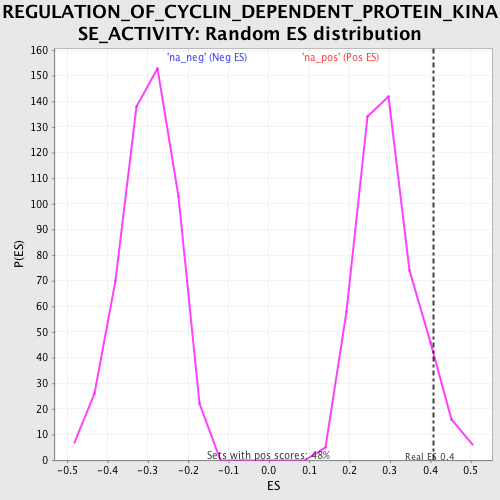 REGULATION_OF_CYCLIN_DEPENDENT_PROTEIN_KINA
SE_ACTIVITY: Random ES distribution
'na_neg' (Neg ES) 'na_pos' (Pos ES)
160
150
140
130
120
110
100
90
80
70
60
50
40
30
20
10
0
P(ES)
Sets with pos scores: 48%
Real ES 0.4
-0.5 -0.4 -0.3 -0.2 -0.1 0.0 0.1 0.2 0.3 0.4 0.5
ES